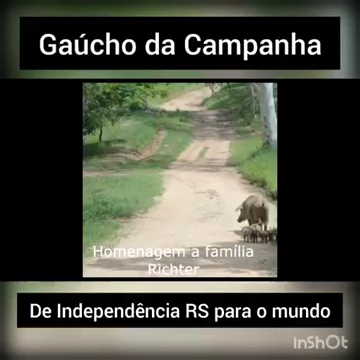 Gaúcho da Campanha
Homenagem a família
Richter
De Independência RS para o mundo
InShOt